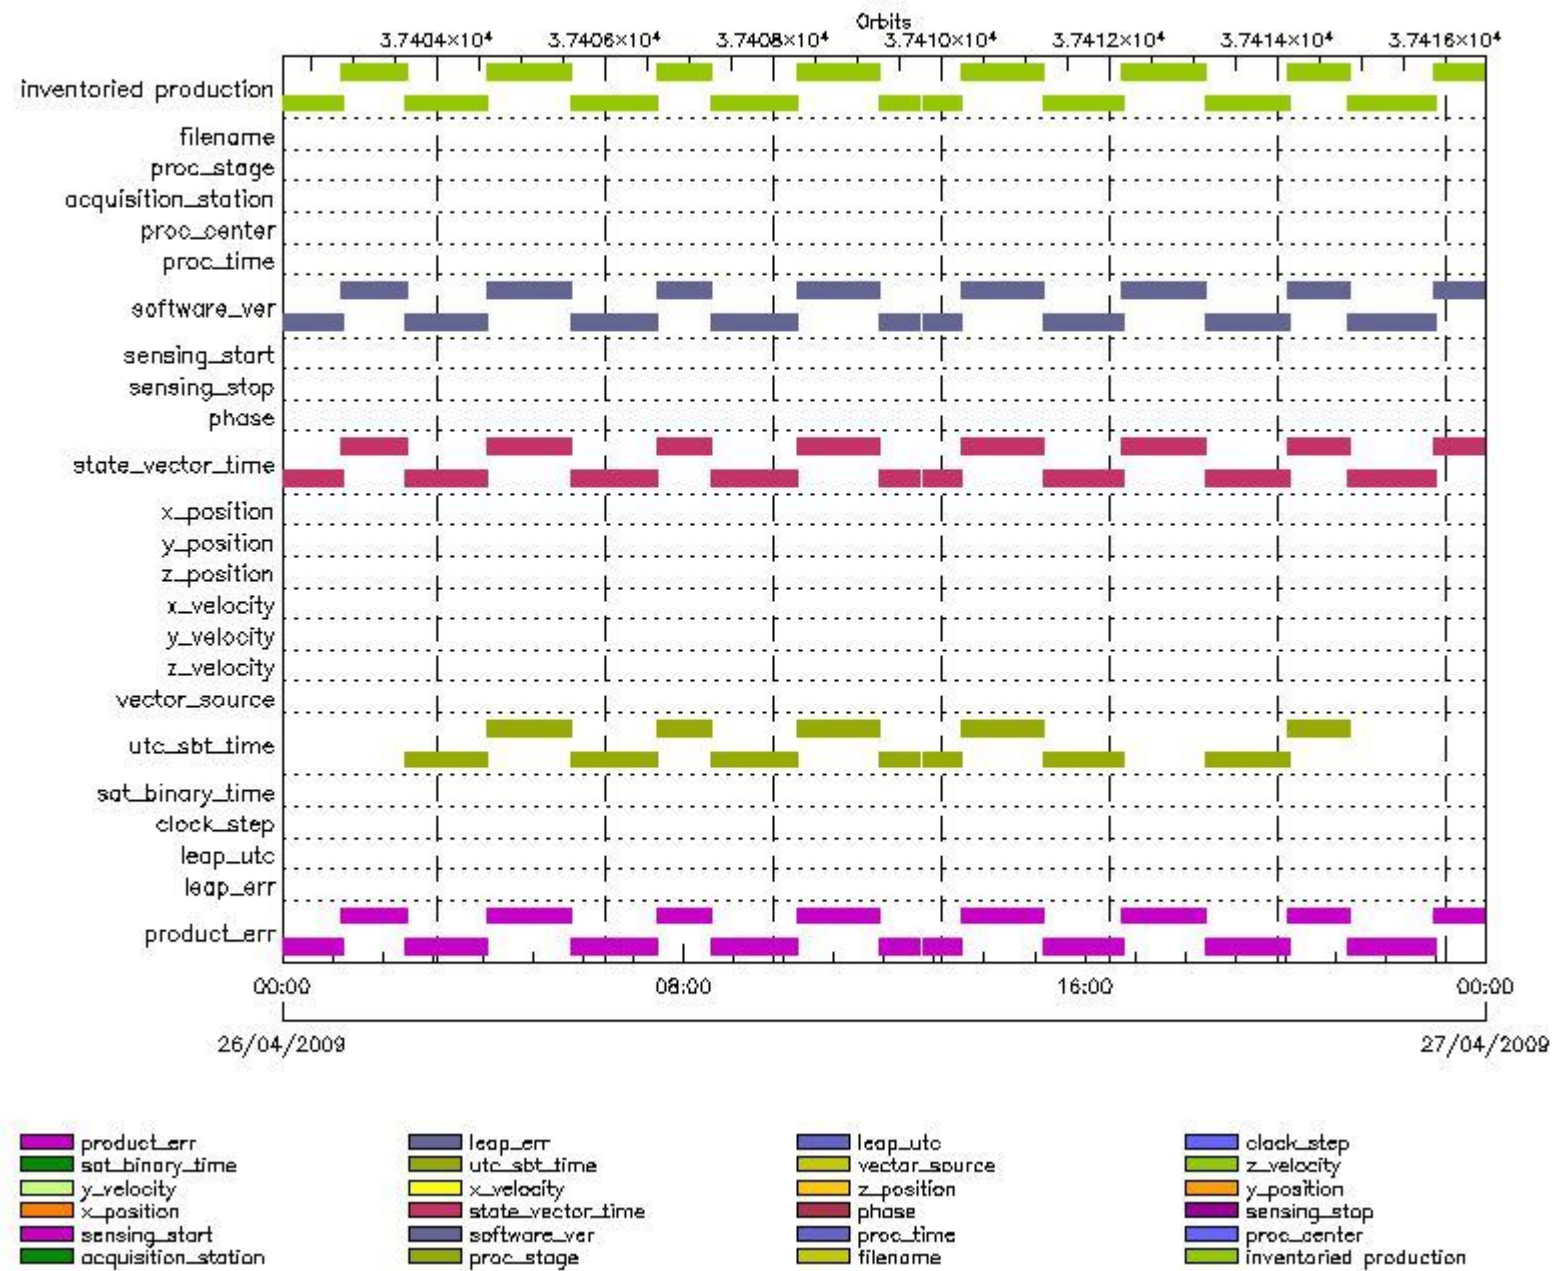 Orbits
3.7404×10⁴ 3.7406×10⁴ 3.7408×10⁴ 3.7410×10⁴ 3.7412×10⁴ 3.7414×10⁴ 3.7416×10⁴
inventoried production
filename
proc_stage
acquisition_station
proc_center
proc_time
software_ver
sensing_start
sensing_stop
phase
state_vector_time
x_position
y_position
z_position
x_velocity
y_velocity
z_velocity
vector_source
utc_sbt_time
sat_binary_time
clock_step
leap_utc
leap_err
product_err
00:00 08:00 16:00 00:00
26/04/2009 27/04/2009
product_err leap_err leap_utc clock_step
sat_binary_time utc_sbt_time vector_source z_velocity
y_velocity x_velocity z_position y_position
x_position state_vector_time phase sensing_stop
sensing_start software_ver proc_time proc_center
acquisition_station proc_stage filename inventoried production